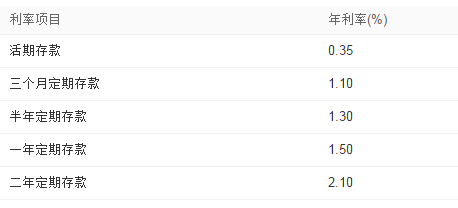 利率项目 年利率(%)
活期存款 0.35
三个月定期存款 1.10
半年定期存款 1.30
一年定期存款 1.50
二年定期存款 2.10